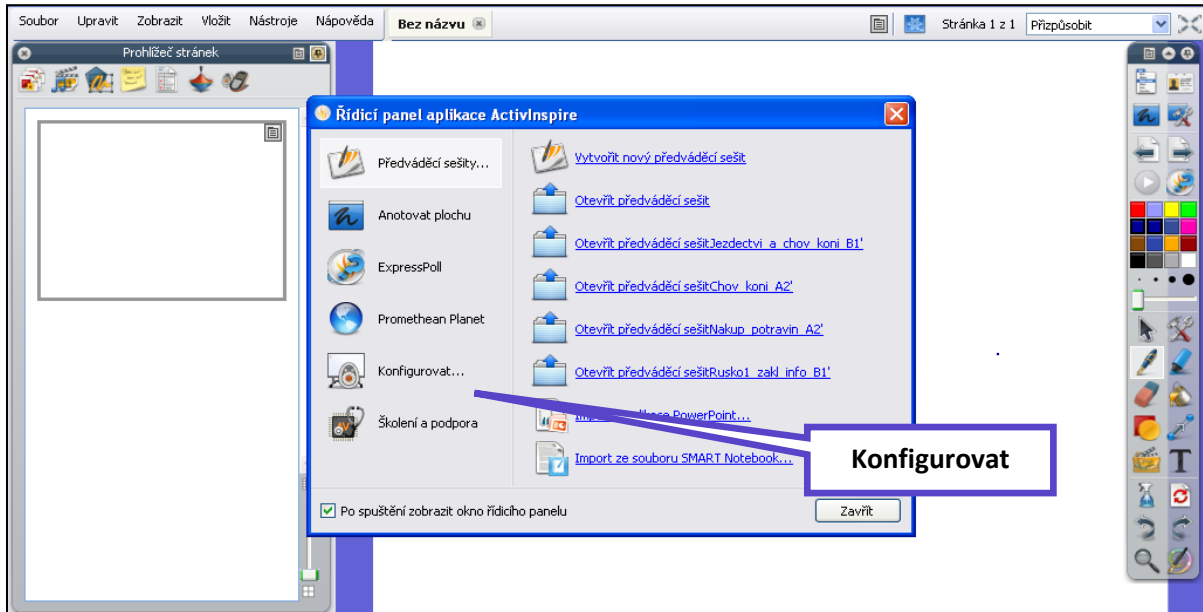 Soubor Upravit Zobrazit Vložit Nástroje Nápověda Bez názvu Stránka 1 z 1 Přizpůsobit
Prohlížeč stránek
Řídicí panel aplikace ActivInspire
Předváděcí sešity...
Anotovat plochu
ExpressPoll
Promethean Planet
Konfigurovat...
Školení a podpora
Vytvořit nový předváděcí sešit
Otevřít předváděcí sešit
Otevřít předváděcí sešitJezdectvi_a_chov_koni_B1'
Otevřít předváděcí sešitChov_koni_A2'
Otevřít předváděcí sešitNakup_potravin_A2'
Otevřít předváděcí sešitRusko1_zakl_info_B1'
PowerPoint...
Import ze souboru SMART Notebook...
Konfigurovat
Po spuštění zobrazit okno řídicího panelu
Zavřít